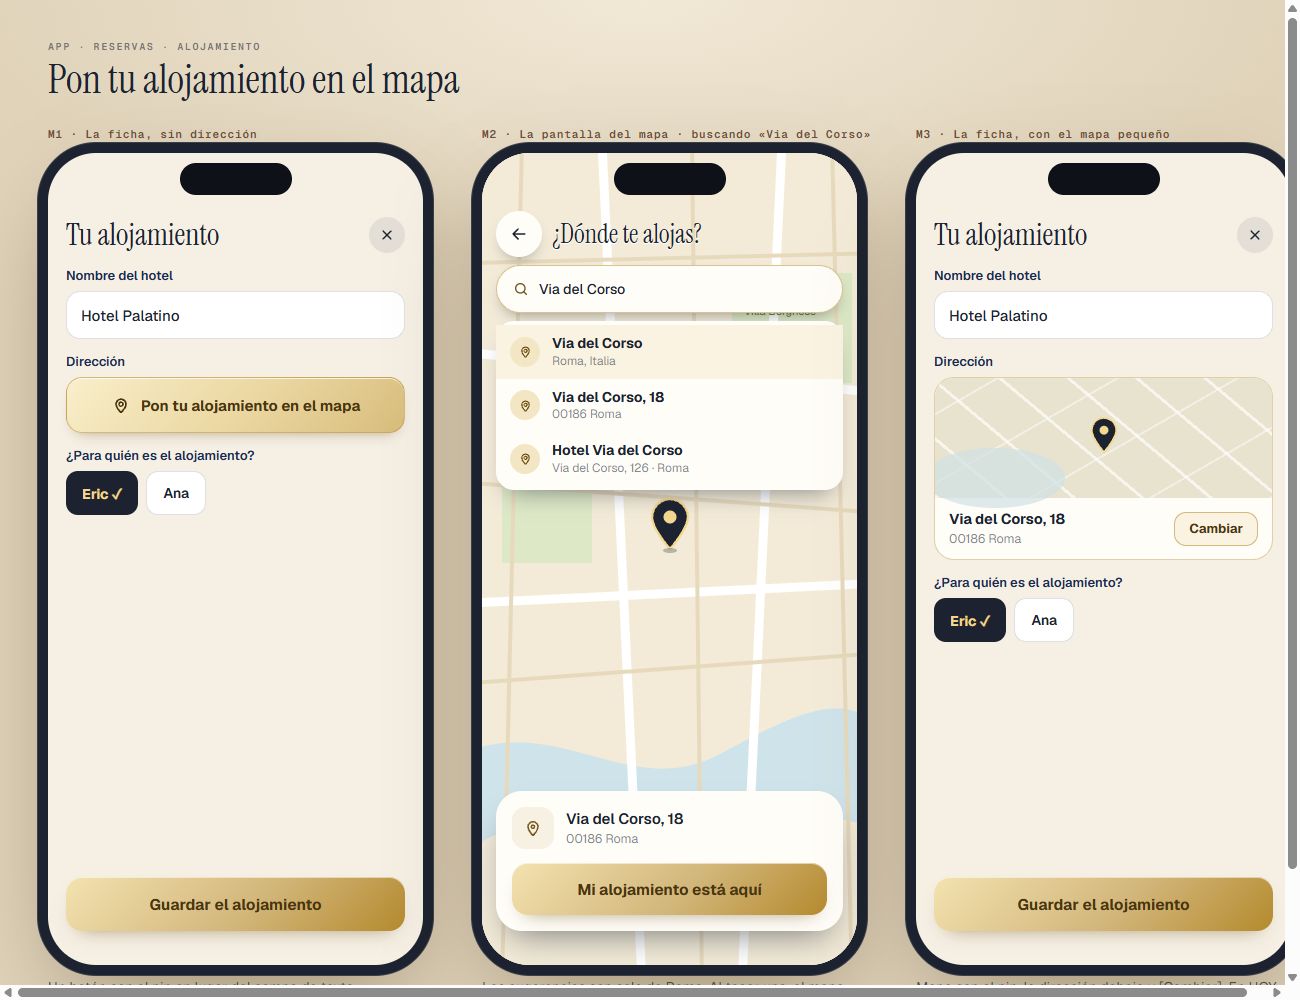 APP · RESERVAS · ALOJAMIENTO
Pon tu alojamiento en el mapa
M1 · La ficha, sin dirección
Tu alojamiento
Nombre del hotel
Hotel Palatino
Dirección
Pon tu alojamiento en el mapa
¿Para quién es el alojamiento?
Eric ✓
Ana
Guardar el alojamiento
M2 · La pantalla del mapa · buscando «Via del Corso»
¿Dónde te alojas?
Via del Corso
Via del Corso
Roma, Italia
Via del Corso, 18
00186 Roma
Hotel Via del Corso
Via del Corso, 126 · Roma
Via del Corso, 18
00186 Roma
Mi alojamiento está aquí
M3 · La ficha, con el mapa pequeño
Tu alojamiento
Nombre del hotel
Hotel Palatino
Dirección
Via del Corso, 18
00186 Roma
Cambiar
¿Para quién es el alojamiento?
Eric ✓
Ana
Guardar el alojamiento